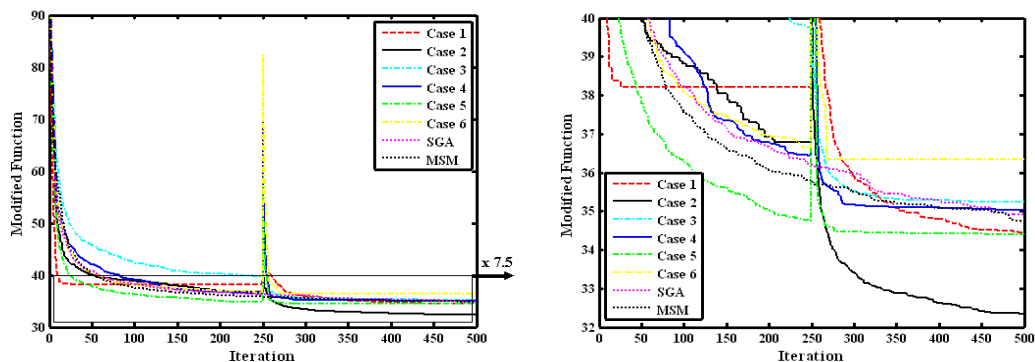 90
80
70
60
50
40
30
0
50
100
150
200
250
300
350
400
450
500
Modified Function
Iteration
Case 1
Case 2
Case 3
Case 4
Case 5
Case 6
SGA
MSM
x 7.5
40
39
38
37
36
35
34
33
32
0
50
100
150
200
250
300
350
400
450
500
Modified Function
Iteration
Case 1
Case 2
Case 3
Case 4
Case 5
Case 6
SGA
MSM